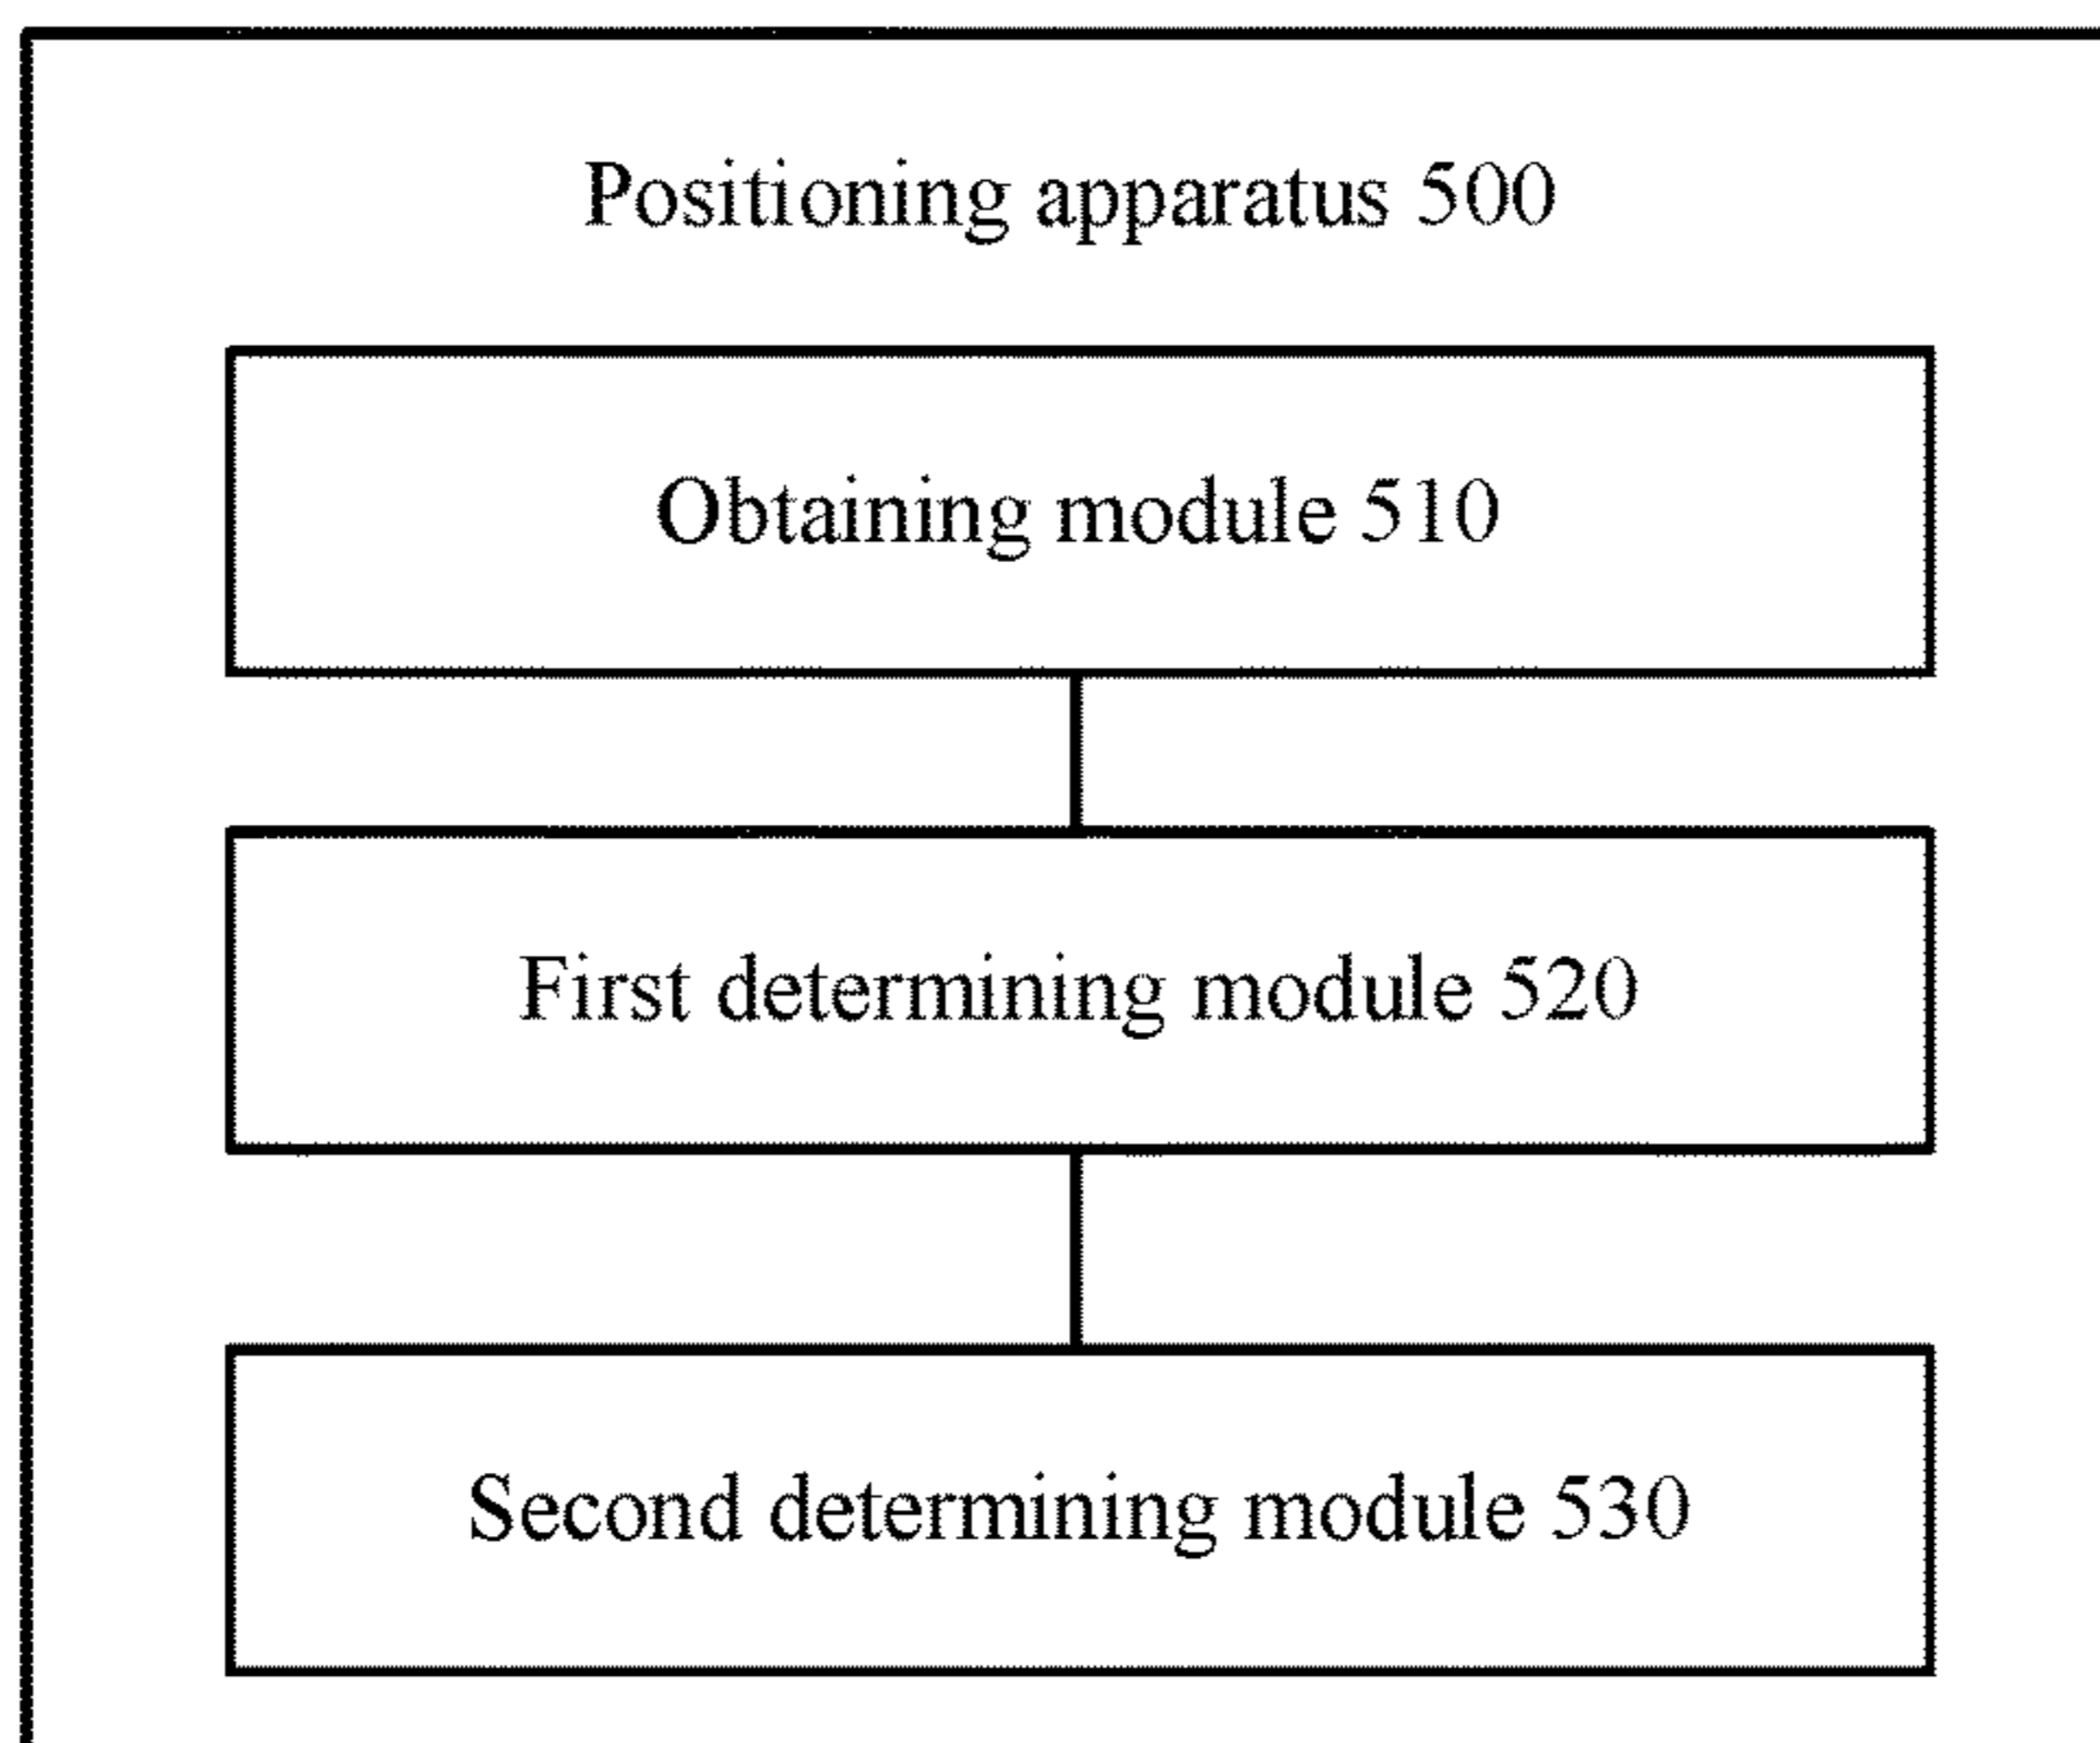 Positioning apparatus 500
Obtaining module 510
First determining module 520
Second determining module 530